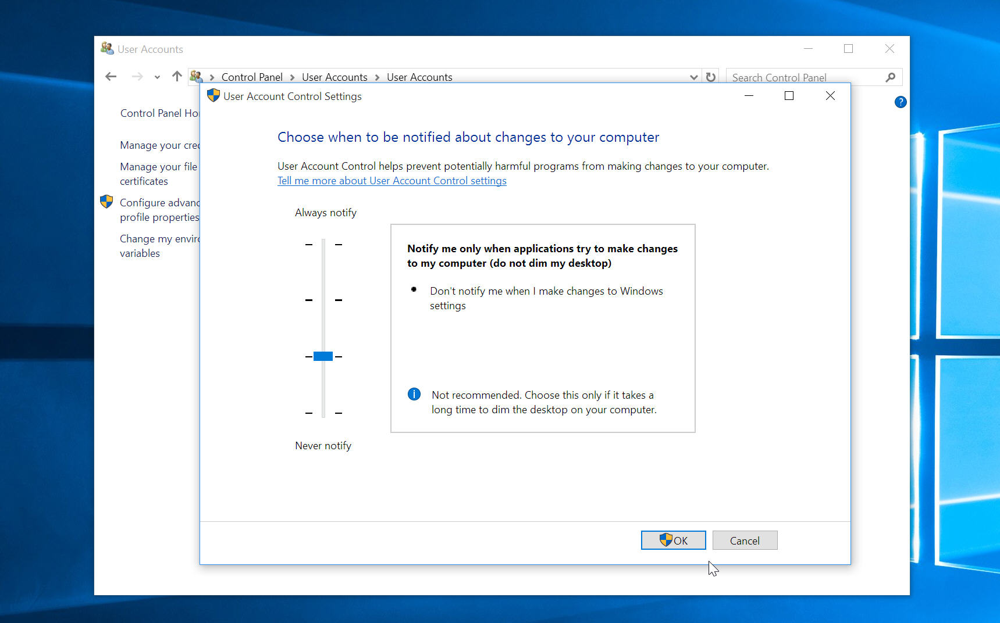 User Accounts
Control Panel User Accounts User Accounts
Search Control Panel
User Account Control Settings
?
Control Panel Ho
Manage your cre
Manage your file
certificates
Configure advanc
profile properties
Change my enviro
variables
Choose when to be notified about changes to your computer
User Account Control helps prevent potentially harmful programs from making changes to your computer.
Tell me more about User Account Control settings
Always notify
Notify me only when applications try to make changes
to my computer (do not dim my desktop)
Don't notify me when I make changes to Windows
settings
Not recommended. Choose this only if it takes a
long time to dim the desktop on your computer.
Never notify
OK
Cancel